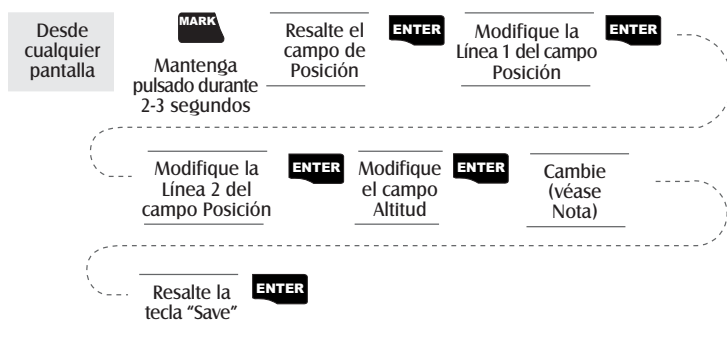 Desde
cualquier
pantalla
MARK
Mantenga
pulsado durante
2-3 segundos
Resalte el
campo de
Posición
ENTER
Modifique la
Línea 1 del campo
Posición
ENTER
Modifique la
Línea 2 del
campo Posición
ENTER
Modifique
el campo
Altitud
ENTER
Cambie
(véase
Nota)
Resalte la
tecla “Save”
ENTER